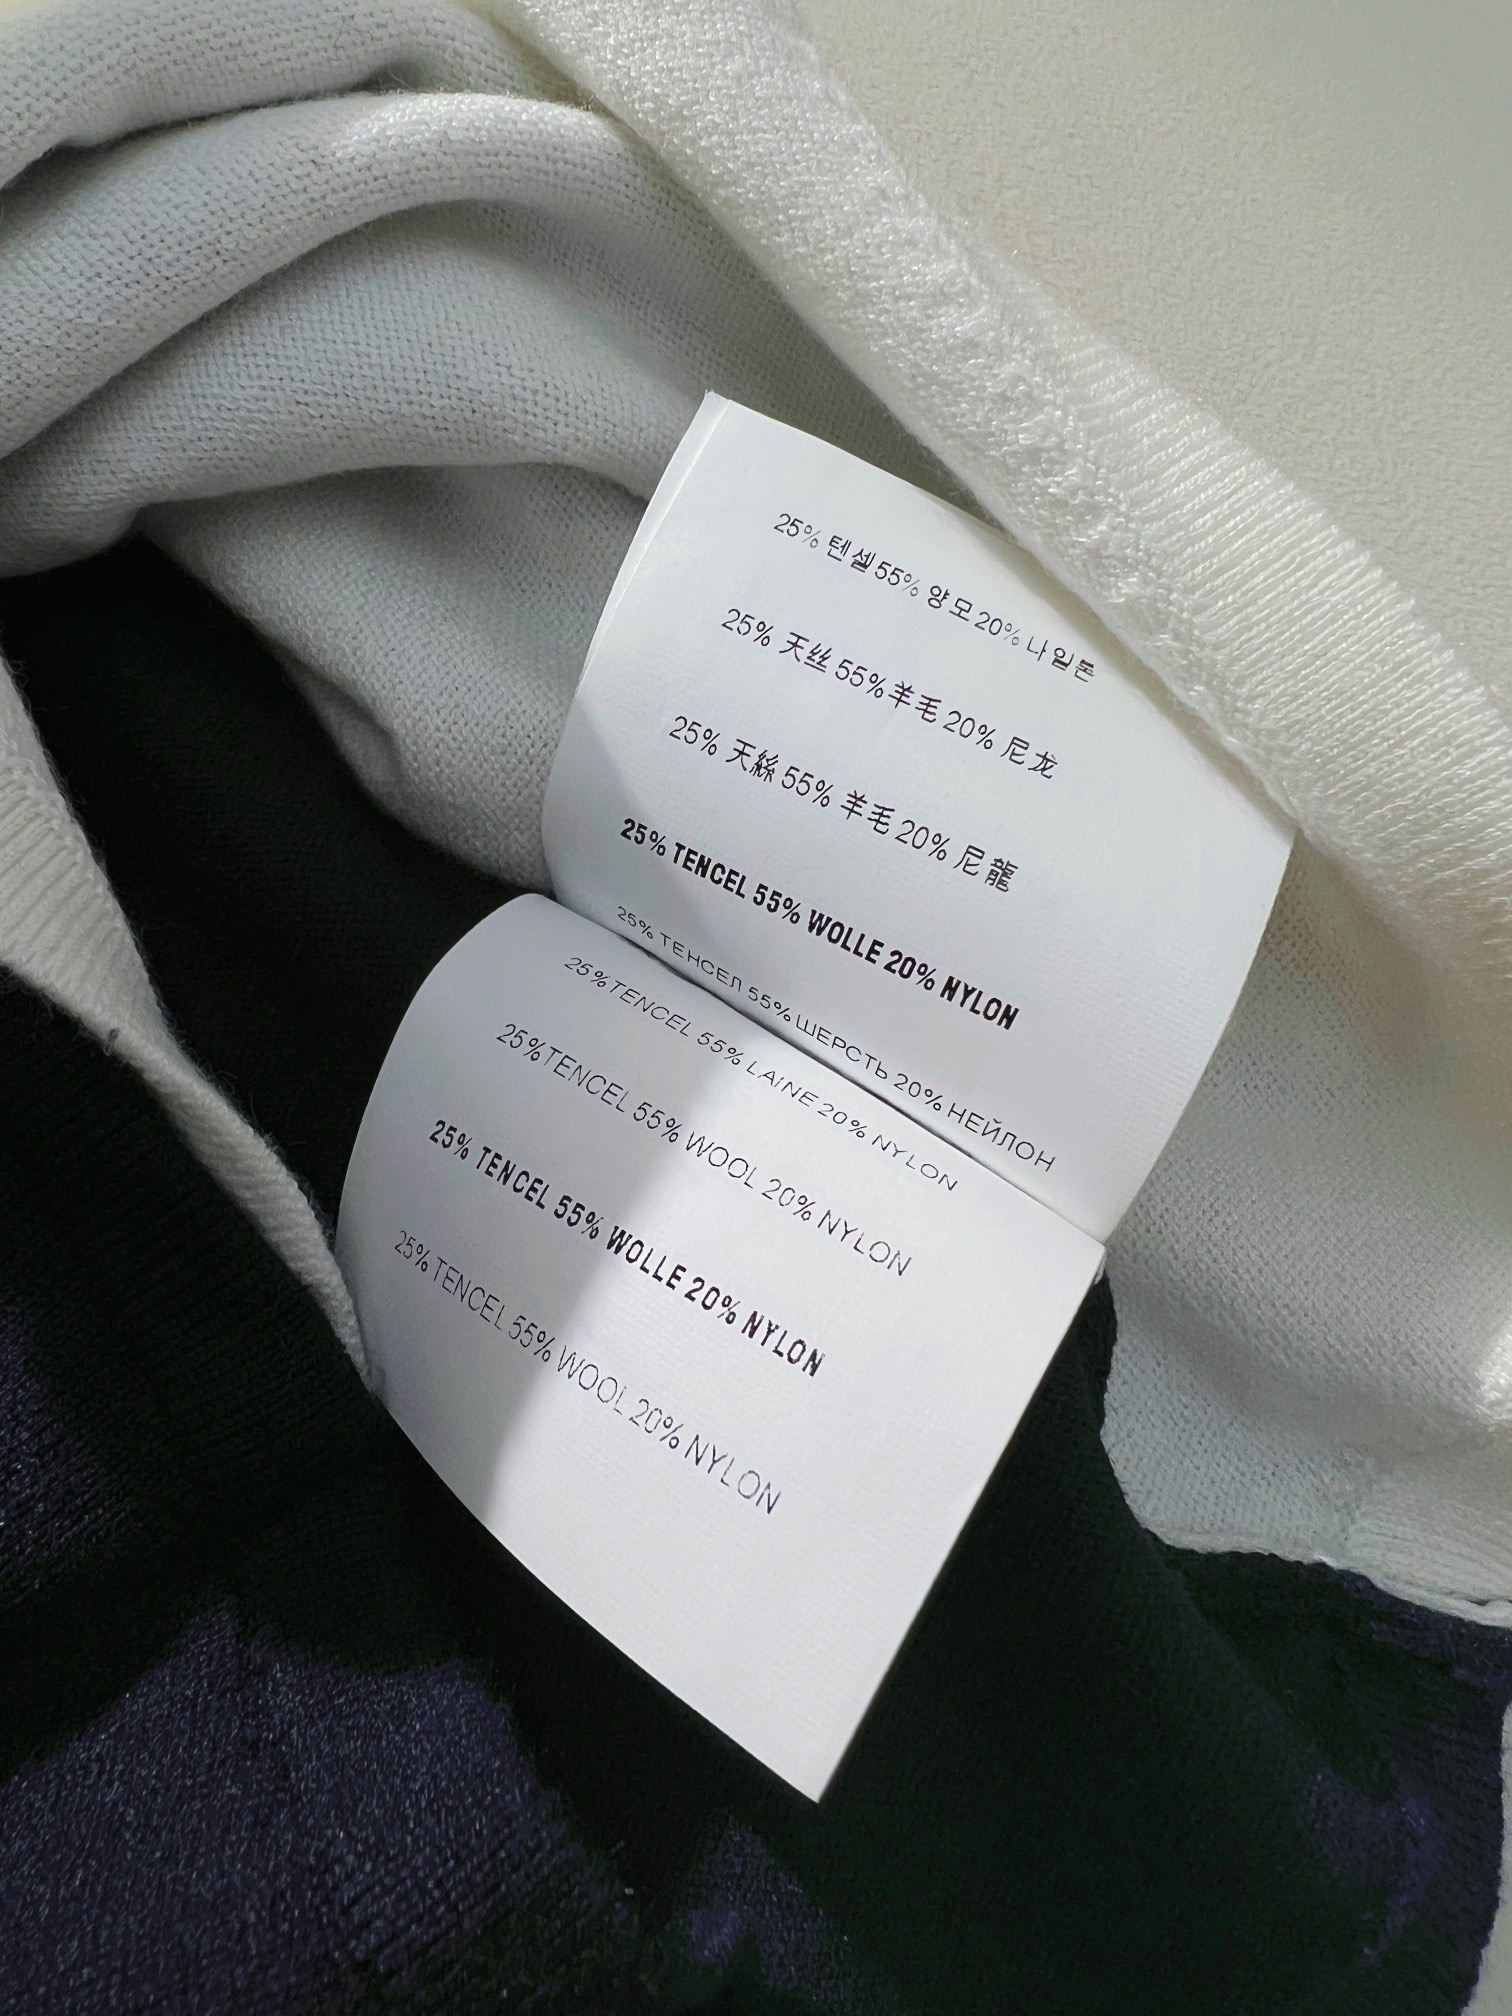 25% 텐셀 55% 양모 20% 나일론
25% 天丝 55% 羊毛 20% 尼龙
25% 天絲 55% 羊毛 20% 尼龍
25% TENCEL 55% WOLLE 20% NYLON
25% ТЕНСЕЛ 55% ШЕРСТЬ 20% НЕЙЛОН
25% TENCEL 55% LAINE 20% NYLON
25% TENCEL 55% WOOL 20% NYLON
25% TENCEL 55% WOLLE 20% NYLON
25% TENCEL 55% WOOL 20% NYLON